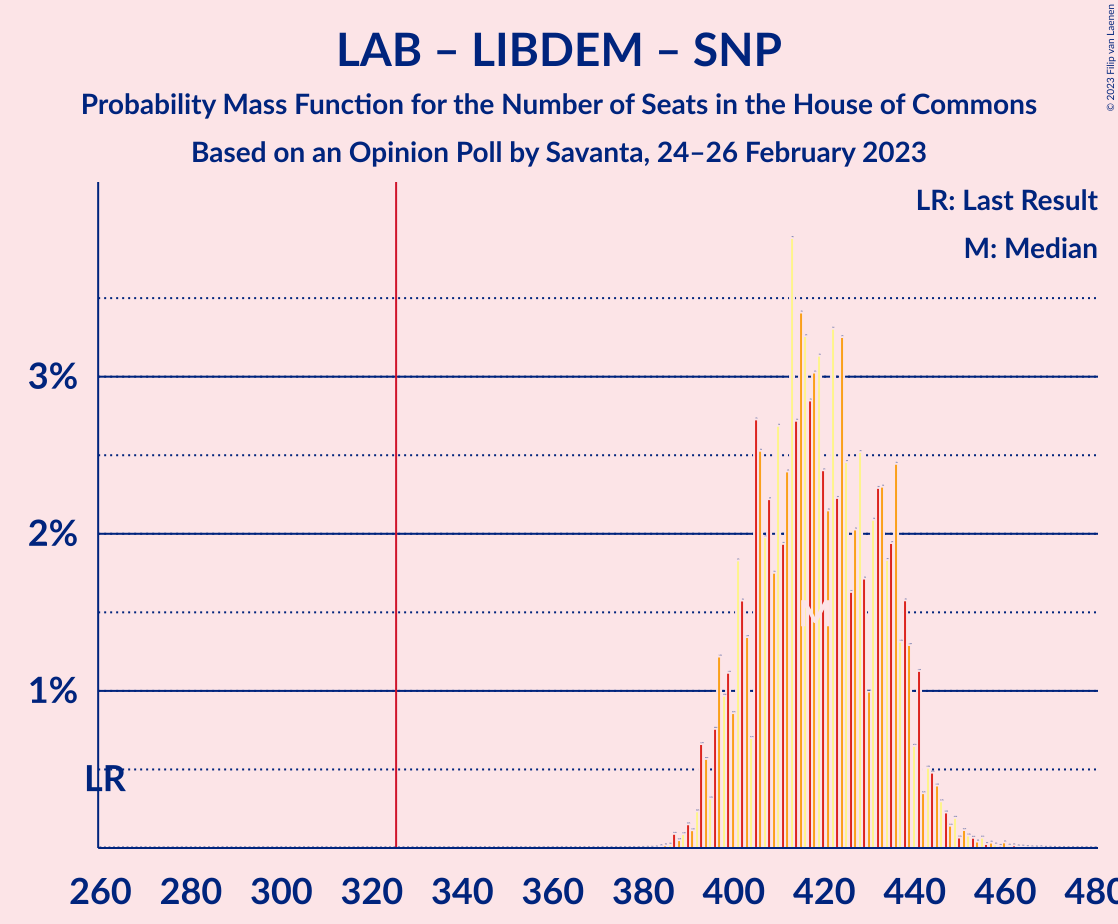 LAB – LIBDEM – SNP
Probability Mass Function for the Number of Seats in the House of Commons
Based on an Opinion Poll by Savanta, 24–26 February 2023
© 2023 Filip van Laenen
LR: Last Result
M: Median
3%
2%
1%
M
LR
260 280 300 320 340 360 380 400 420 440 460 480